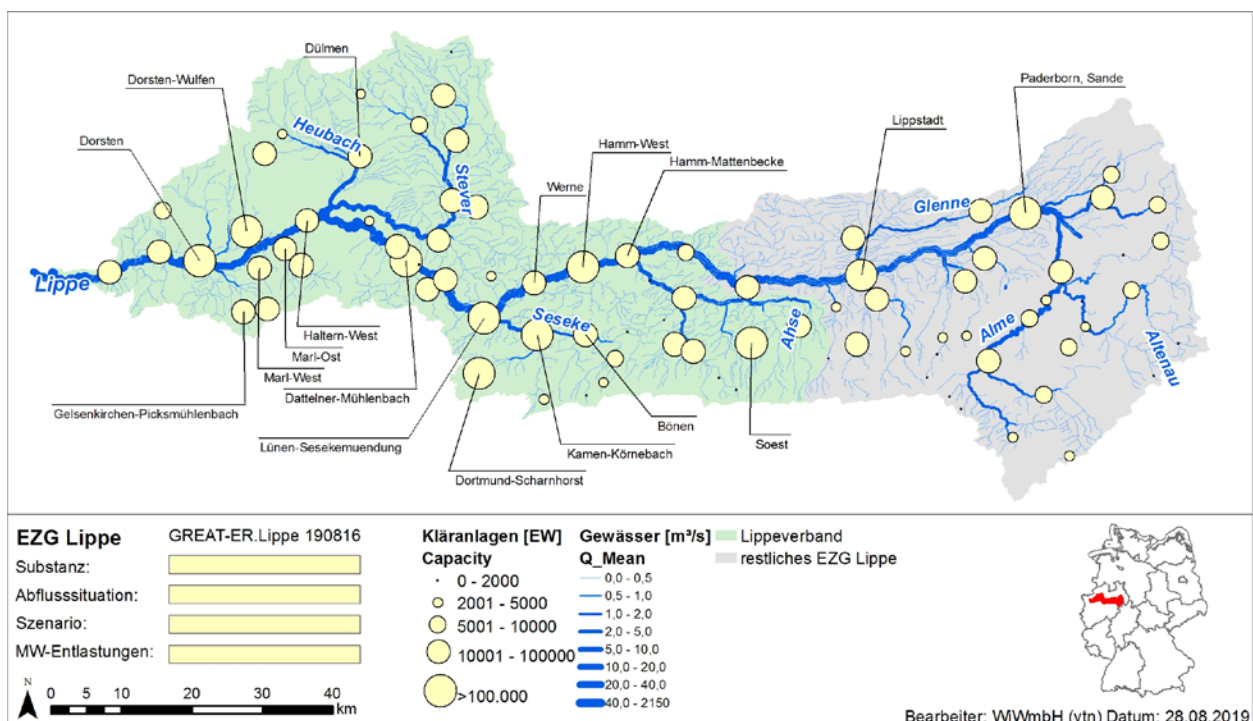 Dülmen
Dorsten-Wulfen
Paderborn, Sande
Dorsten
Heubach
Hamm-West
Lippstadt
Hamm-Mattenbecke
Stever
Werne
Glenne
Lippe
Seseke
Ahse
Alme
Altenau
Haltern-West
Marl-Ost
Marl-West
Dattelner-Mühlenbach
Gelsenkirchen-Picksmühlenbach
Bönen
Lünen-Sesekemuendung
Kamen-Körnebach
Soest
Dortmund-Scharnhorst
EZG Lippe GREAT-ER.Lippe 190816
Substanz:
Abflusssituation:
Szenario:
MW-Entlastungen:
N
0 5 10 20 30 40
km
Kläranlagen [EW]
Capacity
0 - 2000
2001 - 5000
5001 - 10000
10001 - 100000
>100.000
Gewässer [m³/s]
Q_Mean
0,0 - 0,5
0,5 - 1,0
1,0 - 2,0
2,0 - 5,0
5,0 - 10,0
10,0 - 20,0
20,0 - 40,0
40,0 - 2150
Lippeverband
restliches EZG Lippe
Bearbeiter: WiWmbH (vtn) Datum: 28.08.2019